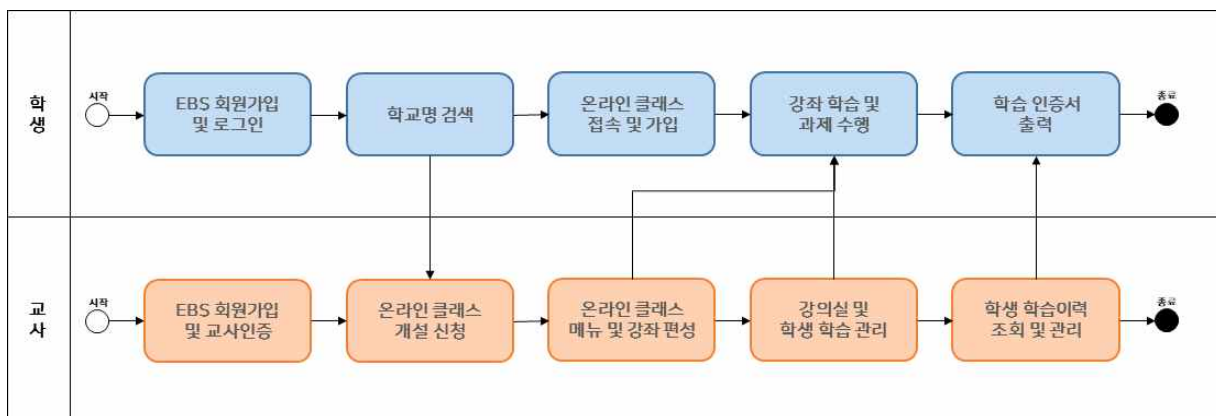 학
생
시작
EBS 회원가입
및 로그인
학교명 검색
온라인 클래스
접속 및 가입
강좌 학습 및
과제 수행
학습 인증서
출력
종료
교
사
시작
EBS 회원가입
및 교사인증
온라인 클래스
개설 신청
온라인 클래스
메뉴 및 강좌 편성
강의실 및
학생 학습 관리
학생 학습이력
조회 및 관리
종료